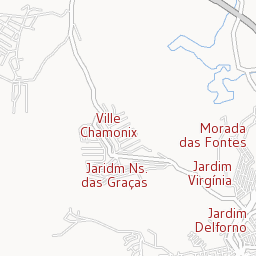 Ville
Chamonix
Morada
das Fontes
Jaridm Ns.
das Graças
Jardim
Virgínia
Jardim
Delforno